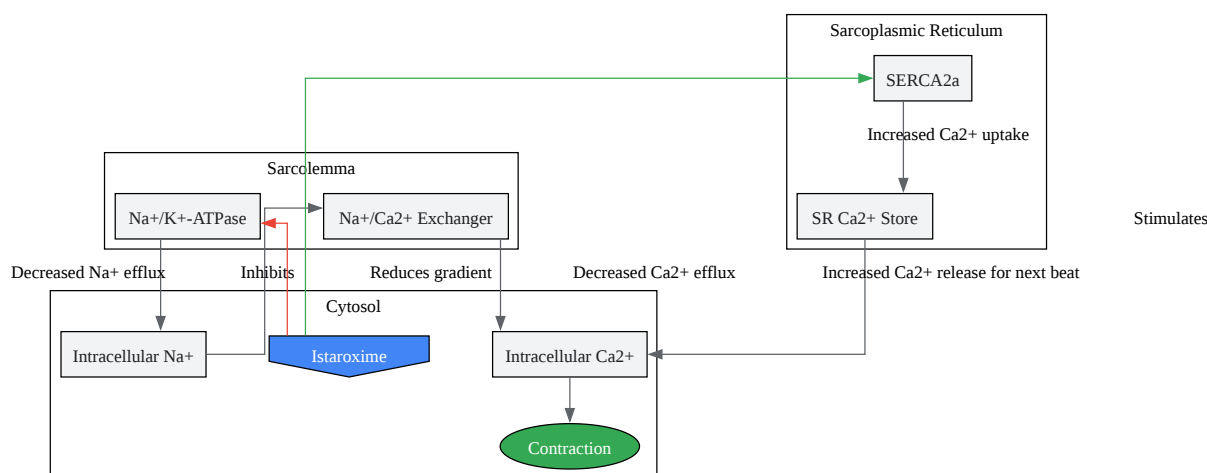 Sarcoplasmic Reticulum
SERCA2a
Increased Ca2+ uptake
Sarcolemma
Na+/K+-ATPase
Na+/Ca2+ Exchanger
SR Ca2+ Store
Stimulates
Decreased Na+ efflux
Inhibits
Reduces gradient
Decreased Ca2+ efflux
Increased Ca2+ release for next beat
Cytosol
Intracellular Na+
Istaroxime
Intracellular Ca2+
Contraction